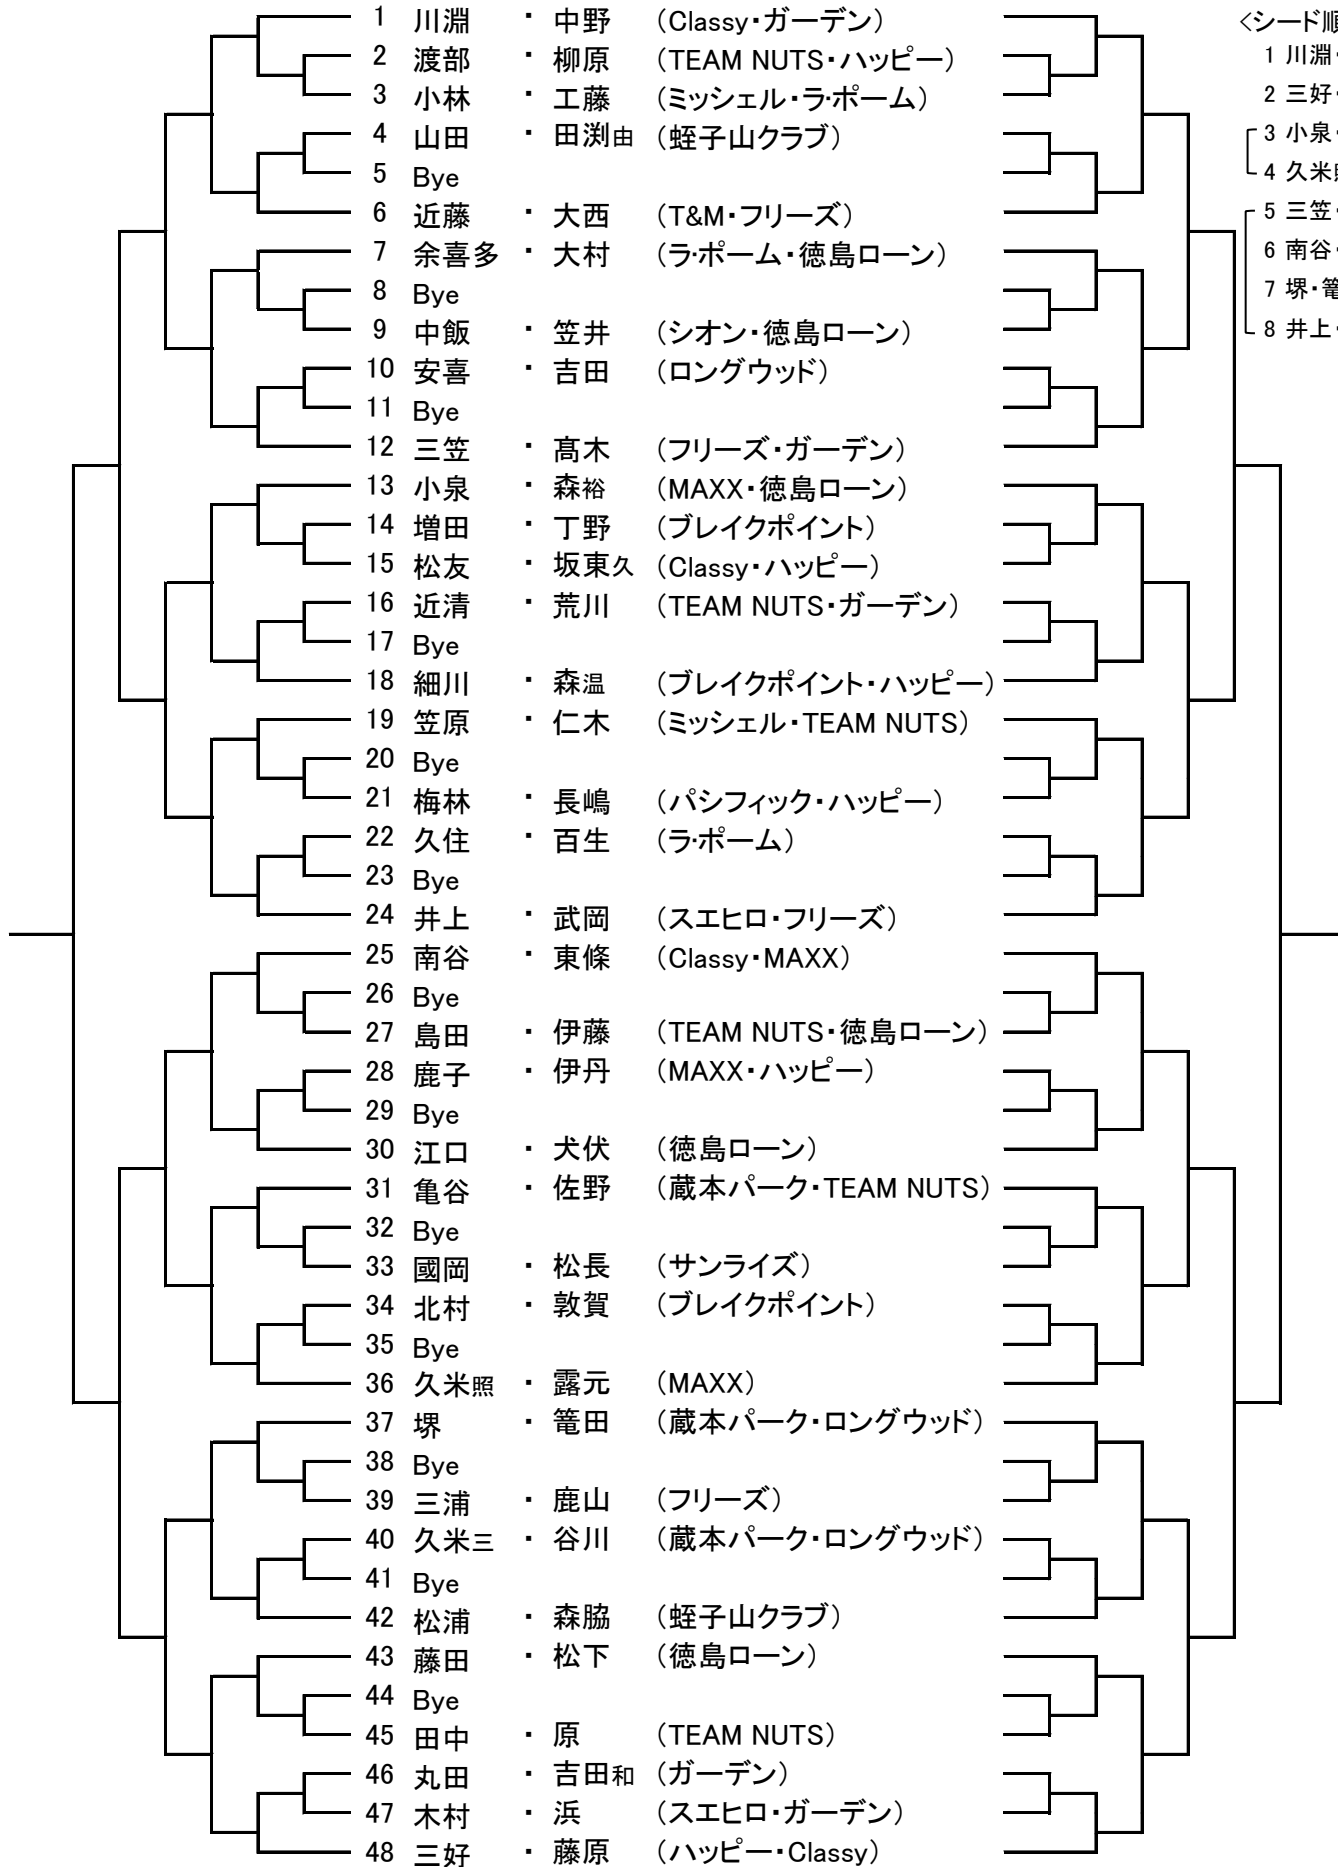 1 川淵 ・ 中野 (Classy・ガーデン)
2 渡部 ・ 柳原 (TEAM NUTS・ハッピー)
3 小林 ・ 工藤 (ミッシェル・ラ・ポーム)
4 山田 ・ 田渕由 (蛭子山クラブ)
5 Bye
6 近藤 ・ 大西 (T&M・フリーズ)
7 余喜多 ・ 大村 (ラ・ポーム・徳島ローン)
8 Bye
9 中飯 ・ 笠井 (シオン・徳島ローン)
10 安喜 ・ 吉田 (ロングウッド)
11 Bye
12 三笠 ・ 髙木 (フリーズ・ガーデン)
13 小泉 ・ 森裕 (MAXX・徳島ローン)
14 増田 ・ 丁野 (ブレイクポイント)
15 松友 ・ 坂東久 (Classy・ハッピー)
16 近清 ・ 荒川 (TEAM NUTS・ガーデン)
17 Bye
18 細川 ・ 森温 (ブレイクポイント・ハッピー)
19 笠原 ・ 仁木 (ミッシェル・TEAM NUTS)
20 Bye
21 梅林 ・ 長嶋 (パシフィック・ハッピー)
22 久住 ・ 百生 (ラ・ポーム)
23 Bye
24 井上 ・ 武岡 (スエヒロ・フリーズ)
25 南谷 ・ 東條 (Classy・MAXX)
26 Bye
27 島田 ・ 伊藤 (TEAM NUTS・徳島ローン)
28 鹿子 ・ 伊丹 (MAXX・ハッピー)
29 Bye
30 江口 ・ 犬伏 (徳島ローン)
31 亀谷 ・ 佐野 (蔵本パーク・TEAM NUTS)
32 Bye
33 國岡 ・ 松長 (サンライズ)
34 北村 ・ 敦賀 (ブレイクポイント)
35 Bye
36 久米照 ・ 露元 (MAXX)
37 堺 ・ 篭田 (蔵本パーク・ロングウッド)
38 Bye
39 三浦 ・ 鹿山 (フリーズ)
40 久米三 ・ 谷川 (蔵本パーク・ロングウッド)
41 Bye
42 松浦 ・ 森脇 (蛭子山クラブ)
43 藤田 ・ 松下 (徳島ローン)
44 Bye
45 田中 ・ 原 (TEAM NUTS)
46 丸田 ・ 吉田和 (ガーデン)
47 木村 ・ 浜 (スエヒロ・ガーデン)
48 三好 ・ 藤原 (ハッピー・Classy)
<シード順
1 川淵・
2 三好・
3 小泉・
4 久米照
5 三笠・
6 南谷・
7 堺・篭
8 井上・